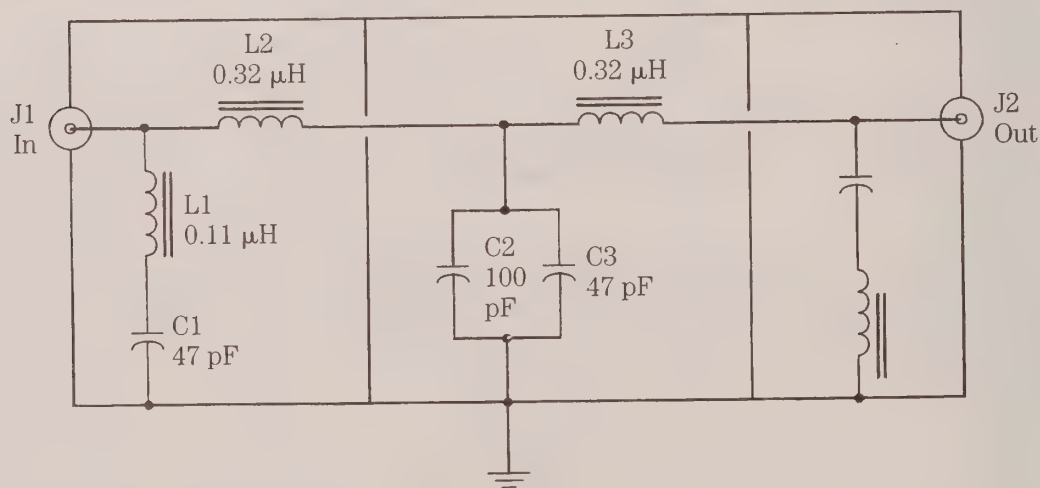 L2
0.32 μH
L3
0.32 μH
J1
In
J2
Out
L1
0.11 μH
C2
100
pF
C3
47 pF
C1
47 pF